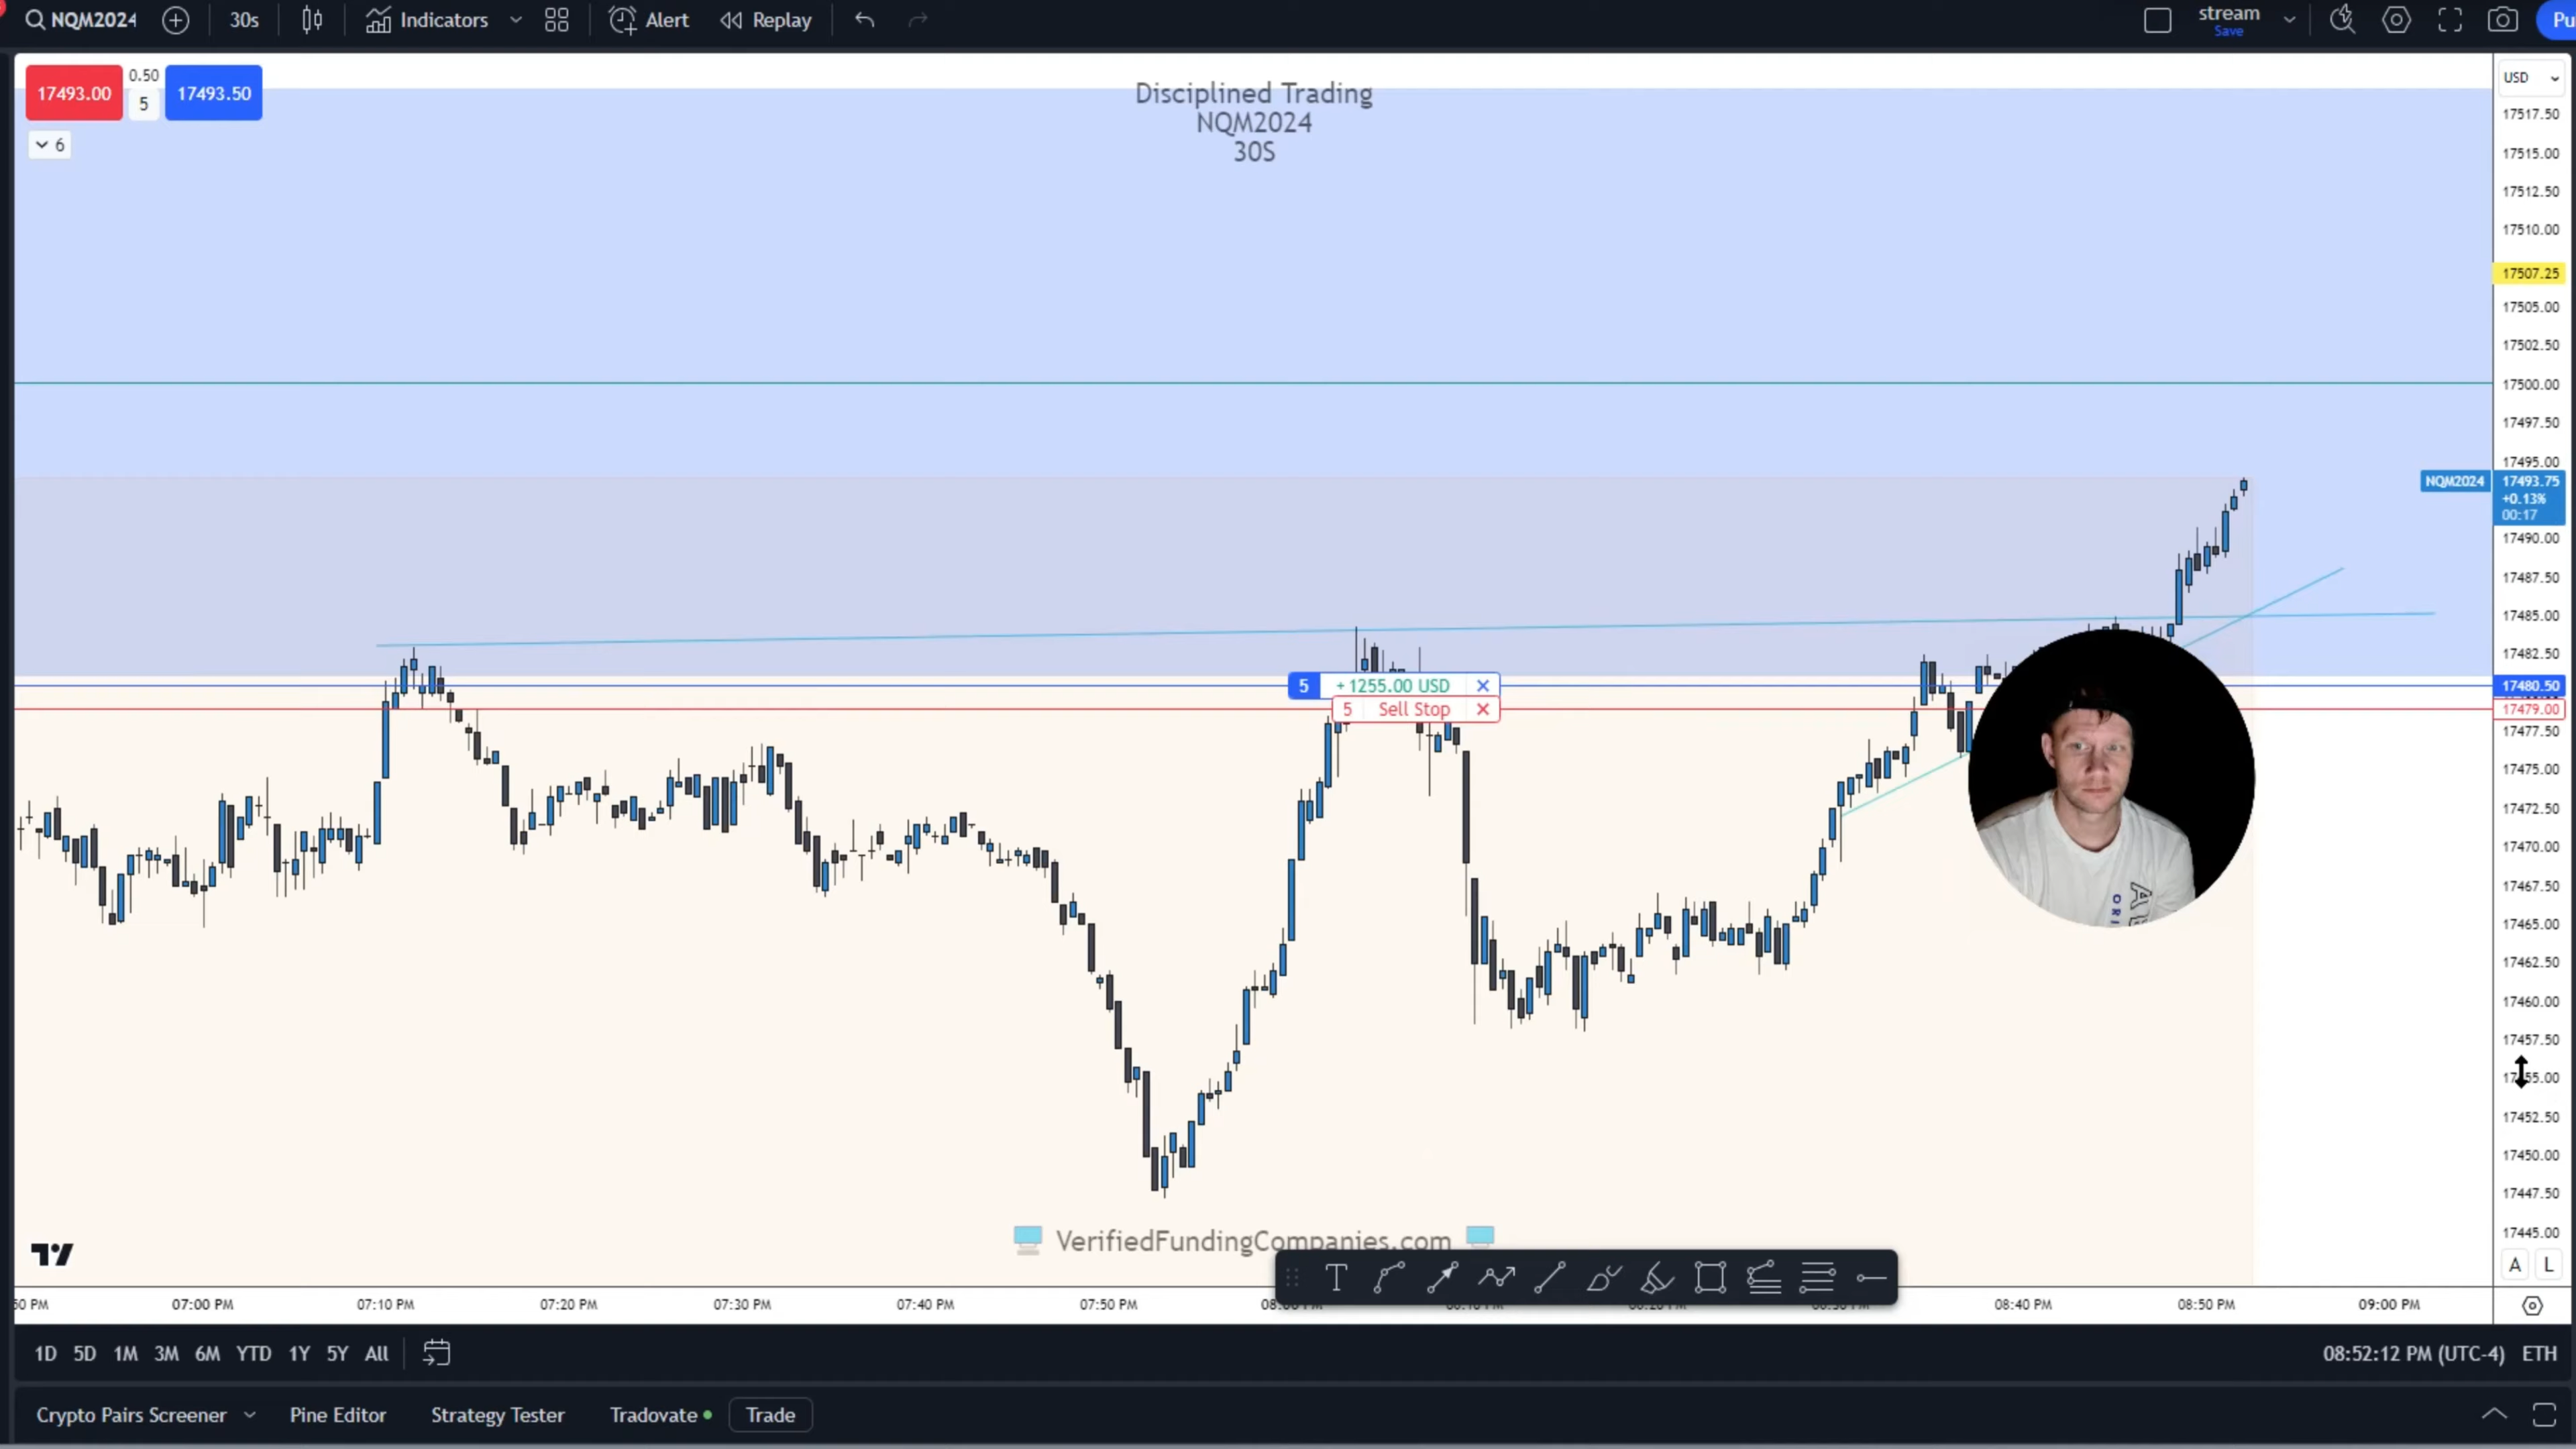 NQM2024 30s Indicators Alert Replay stream
Save
17493.00 0.50 17493.50
5
6
Disciplined Trading
NQM2024
30S
USD
17517.50
17515.00
17512.50
17510.00
17507.25
17505.00
17502.50
17500.00
17497.50
17495.00
NQM2024 17493.75
+0.13%
00:17
17490.00
17487.50
17485.00
17482.50
5 +1255.00 USD 17480.50
5 Sell Stop 17479.00
17477.50
17475.00
17472.50
17470.00
17467.50
17465.00
17462.50
17460.00
17457.50
17452.50
17450.00
17447.50
17445.00
VerifiedFundingCompanies.com
A L
07:00 PM 07:10 PM 07:20 PM 07:30 PM 07:40 PM 07:50 PM 08:40 PM 08:50 PM 09:00 PM
1D 5D 1M 3M 6M YTD 1Y 5Y All 08:52:12 PM (UTC-4) ETH
Crypto Pairs Screener Pine Editor Strategy Tester Tradovate Trade